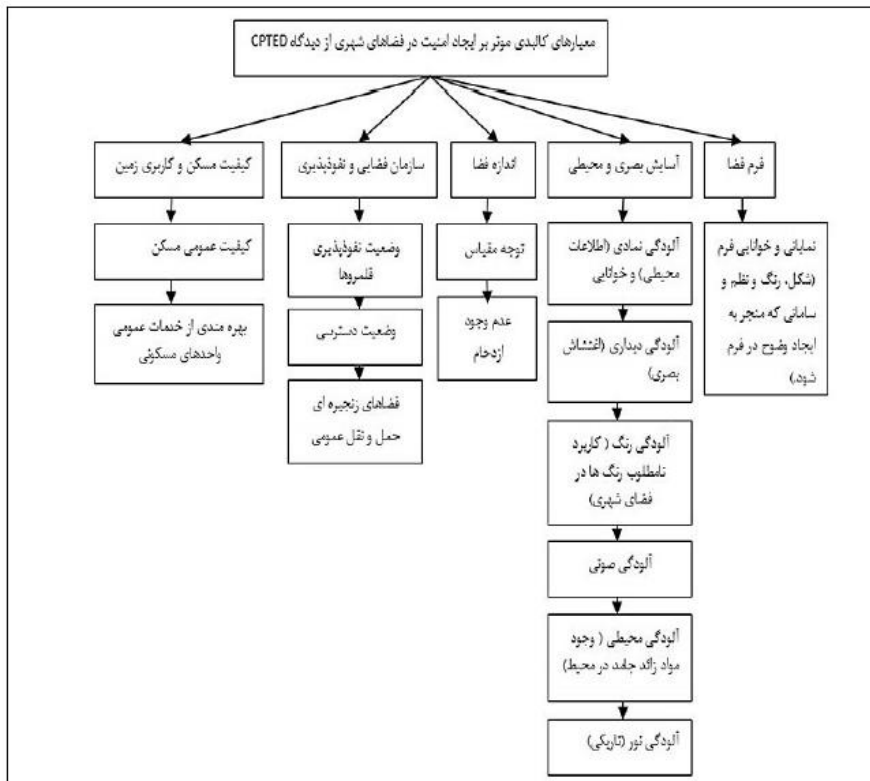 معیارهای کالبدی موثر بر ایجاد امنیت در فضاهای شهری از دیدگاه CPTED
فرم فضا
نمایانی و خوانایی فرم
(شکل، رنگ و نظم و
سامانی که منجر به
ایجاد وضوح در فرم
شود.)
آسایش بصری و محیطی
آلودگی نمادی (اطلاعات
محیطی) و خوانایی
آلودگی دیداری (اغتشاش
بصری)
آلودگی رنگ ( کاربرد
نامطلوب رنگ ها در
فضای شهری)
آلودگی صوتی
آلودگی محیطی ( وجود
مواد زائد جامد در محیط)
آلودگی نور (تاریکی)
اندازه فضا
توجه مقیاس
عدم وجود
ازدحام
سازمان فضایی و نفوذپذیری
وضعیت نفوذپذیری
قلمروها
وضعیت دسترسی
فضاهای زنجیره ای
حمل و نقل عمومی
کیفیت مسکن و کاربری زمین
کیفیت عمومی مسکن
بهره مندی از خدمات عمومی
واحدهای مسکونی